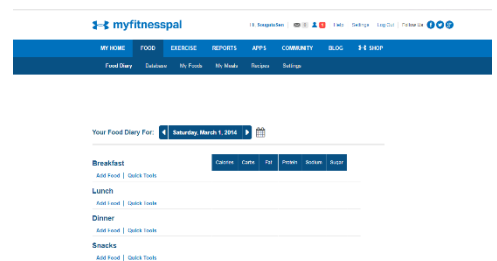 myfitnesspal
Hi, | Help Settings Log Out | Follow Us:
MY HOME FOOD EXERCISE REPORTS APPS COMMUNITY BLOG SHOP
Food Diary Database My Foods My Meals Recipes Settings
Your Food Diary For: Saturday, March 1, 2014
Breakfast Calories Carbs Fat Protein Sodium Sugar
Add Food | Quick Tools
Lunch
Add Food | Quick Tools
Dinner
Add Food | Quick Tools
Snacks
Add Food | Quick Tools